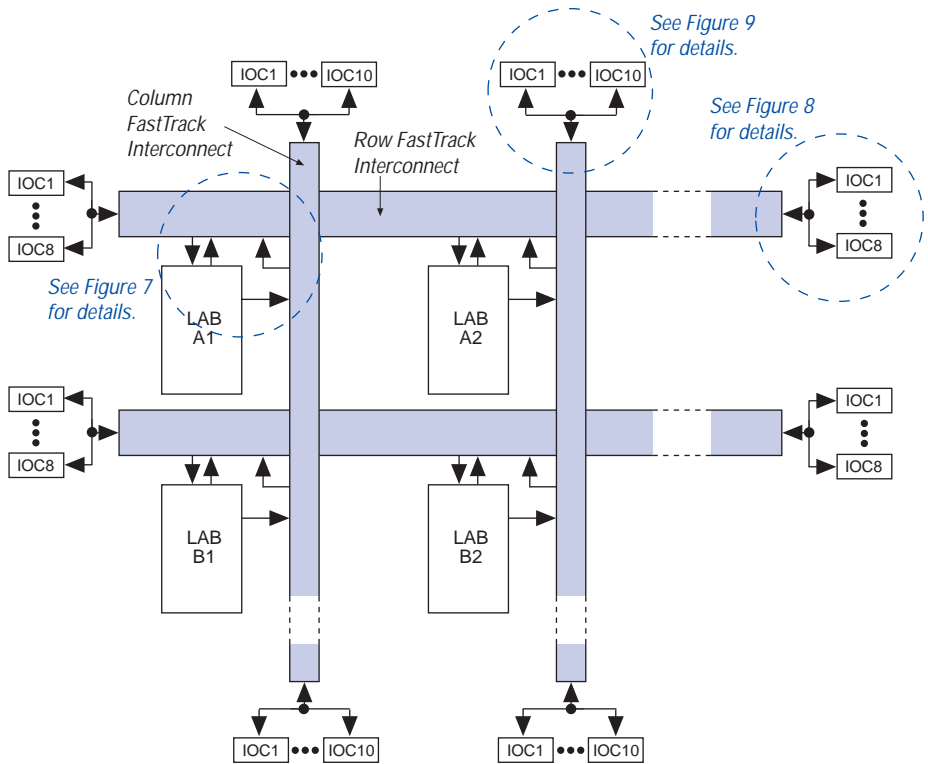 See Figure 9
for details.
IOC1
IOC10
IOC1
IOC10
Column
FastTrack
Interconnect
Row FastTrack
Interconnect
See Figure 8
for details.
IOC1
IOC8
IOC1
IOC8
See Figure 7
for details.
LAB
A1
LAB
A2
IOC1
IOC8
IOC1
IOC8
LAB
B1
LAB
B2
IOC1
IOC10
IOC1
IOC10